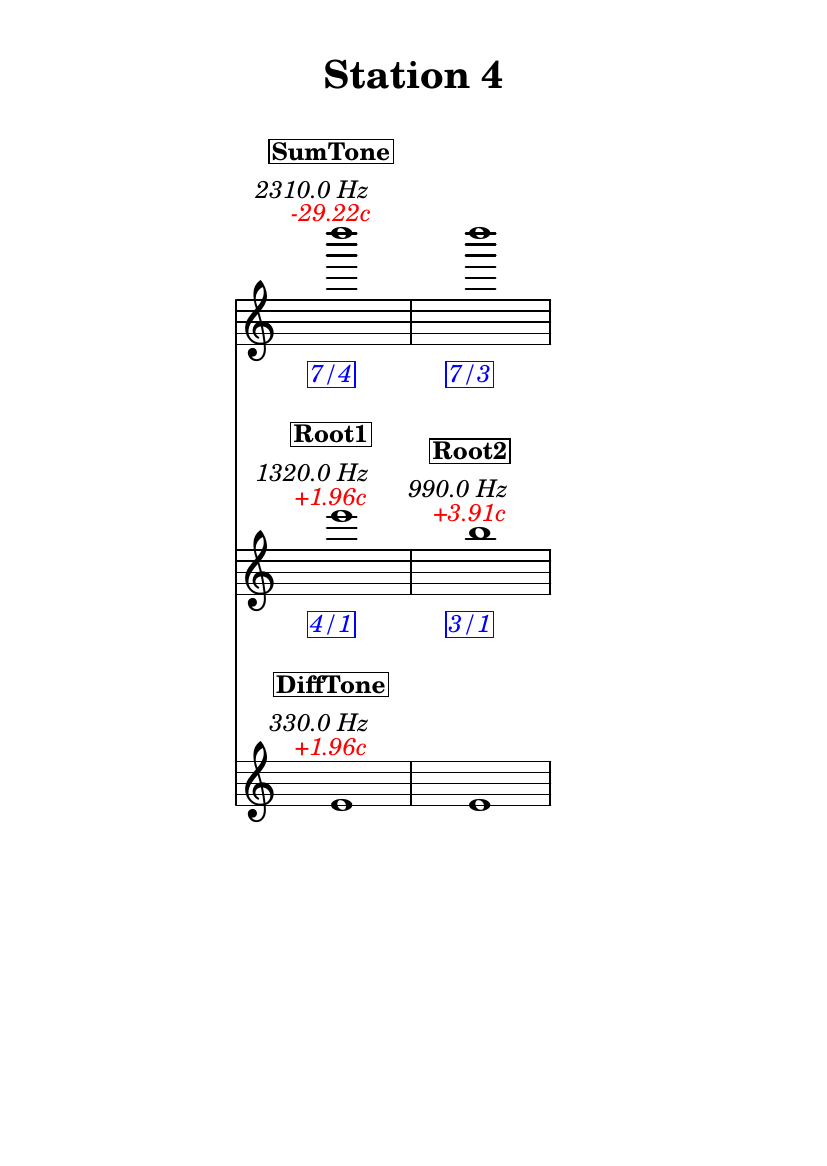 Station 4
SumTone
2310.0 Hz
-29.22c
7/4 7/3
Root1
1320.0 Hz
+1.96c
Root2
990.0 Hz
+3.91c
4/1 3/1
DiffTone
330.0 Hz
+1.96c